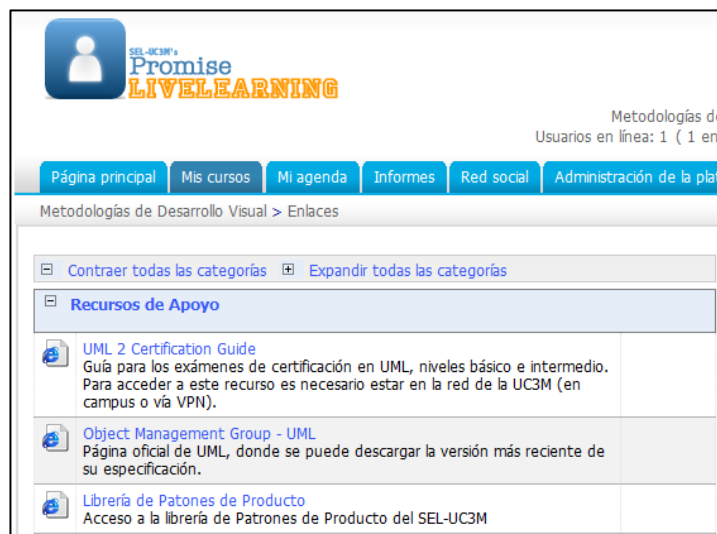 SEL-UC3M's
Promise
LIVELEARNING
Metodologías de
Usuarios en línea: 1 ( 1 en
Página principal Mis cursos Mi agenda Informes Red social Administración de la plat
Metodologías de Desarrollo Visual > Enlaces
Contraer todas las categorías Expandir todas las categorías
Recursos de Apoyo
UML 2 Certification Guide
Guía para los exámenes de certificación en UML, niveles básico e intermedio.
Para acceder a este recurso es necesario estar en la red de la UC3M (en
campus o vía VPN).
Object Management Group - UML
Página oficial de UML, donde se puede descargar la versión más reciente de
su especificación.
Librería de Patones de Producto
Acceso a la librería de Patrones de Producto del SEL-UC3M